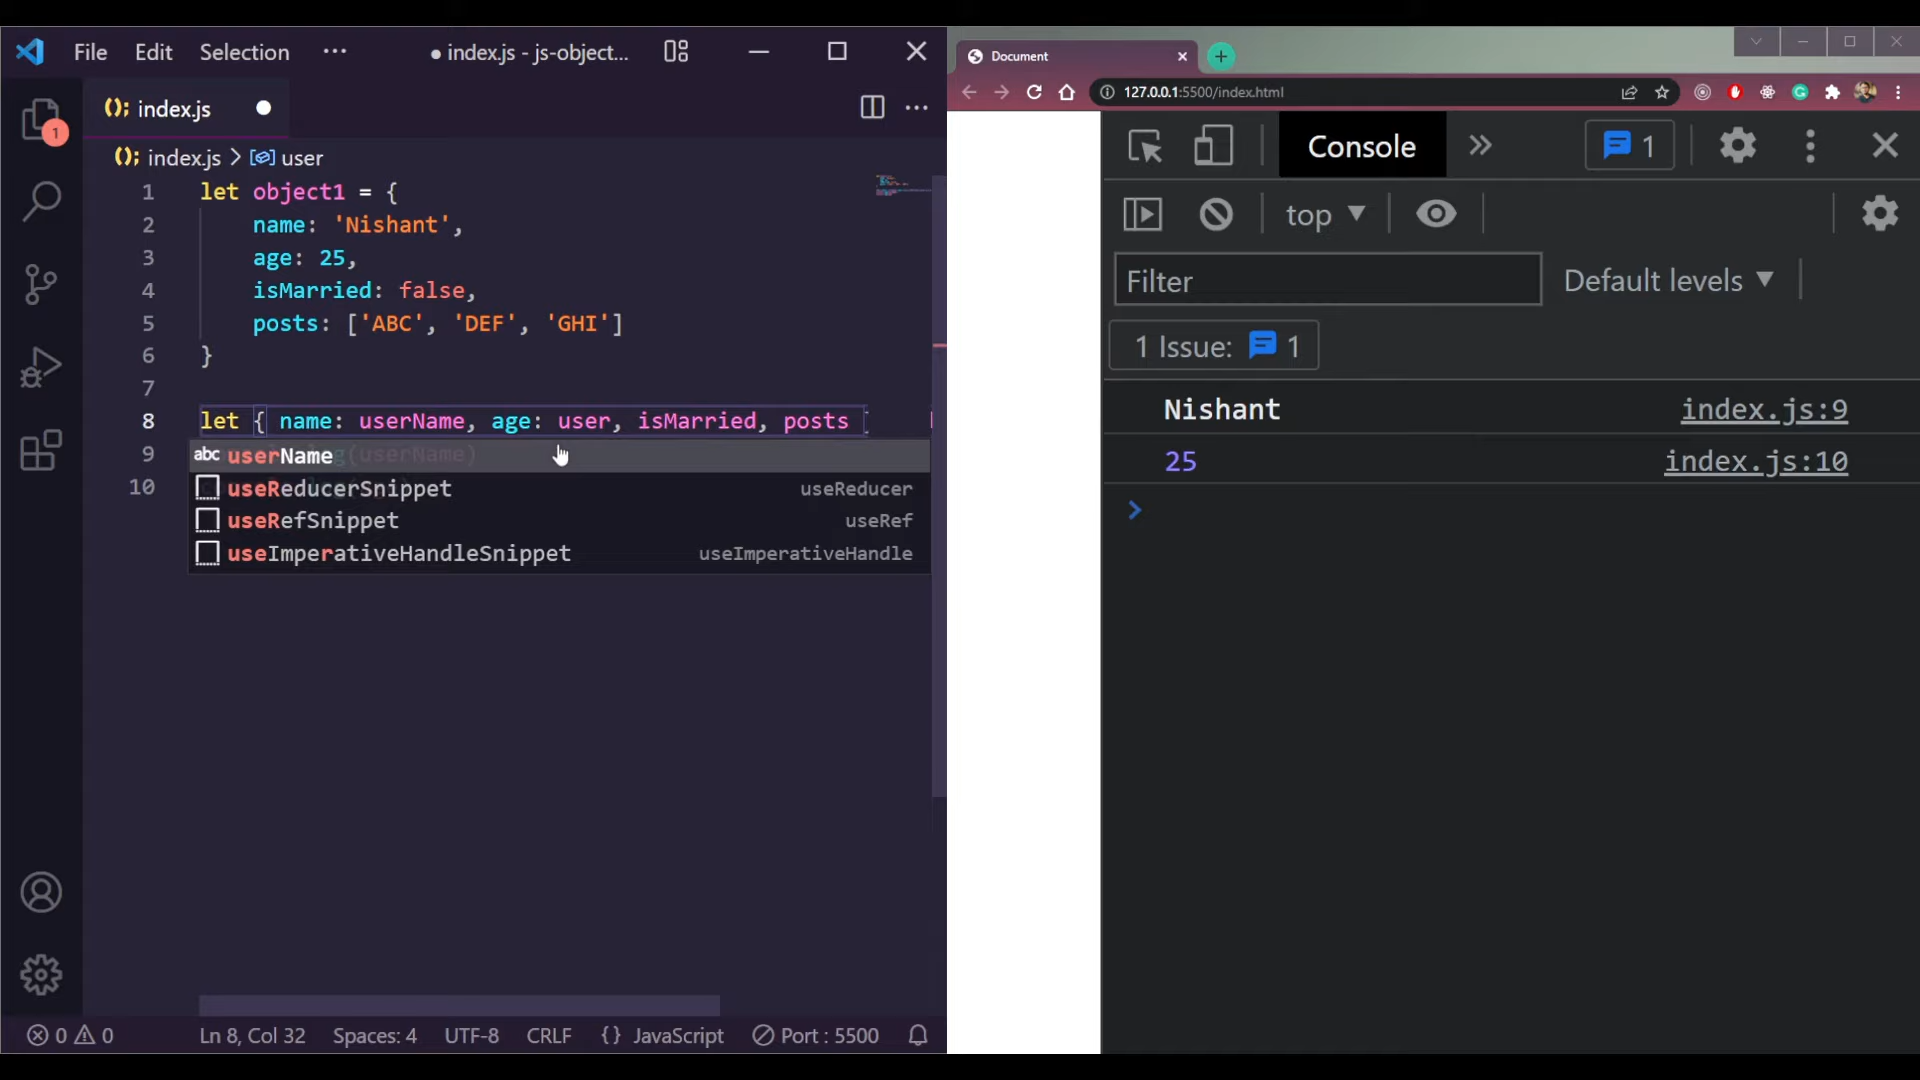 File Edit Selection ··· ● index.js - js-object...
index.js
index.js > user
1 let object1 = {
2 name: 'Nishant',
3 age: 25,
4 isMarried: false,
5 posts: ['ABC', 'DEF', 'GHI']
6 }
7
8 let { name: userName, age: user, isMarried, posts
9
abc userName
g(userName)
useReducerSnippet useReducer
10
useRefSnippet useRef
useImperativeHandleSnippet useImperativeHandle
0 0 Ln 8, Col 32 Spaces: 4 UTF-8 CRLF {} JavaScript Port : 5500
1
Document
127.0.0.1:5500/index.html
Console 1
top
Filter Default levels
1 Issue: 1
Nishant index.js:9
25 index.js:10